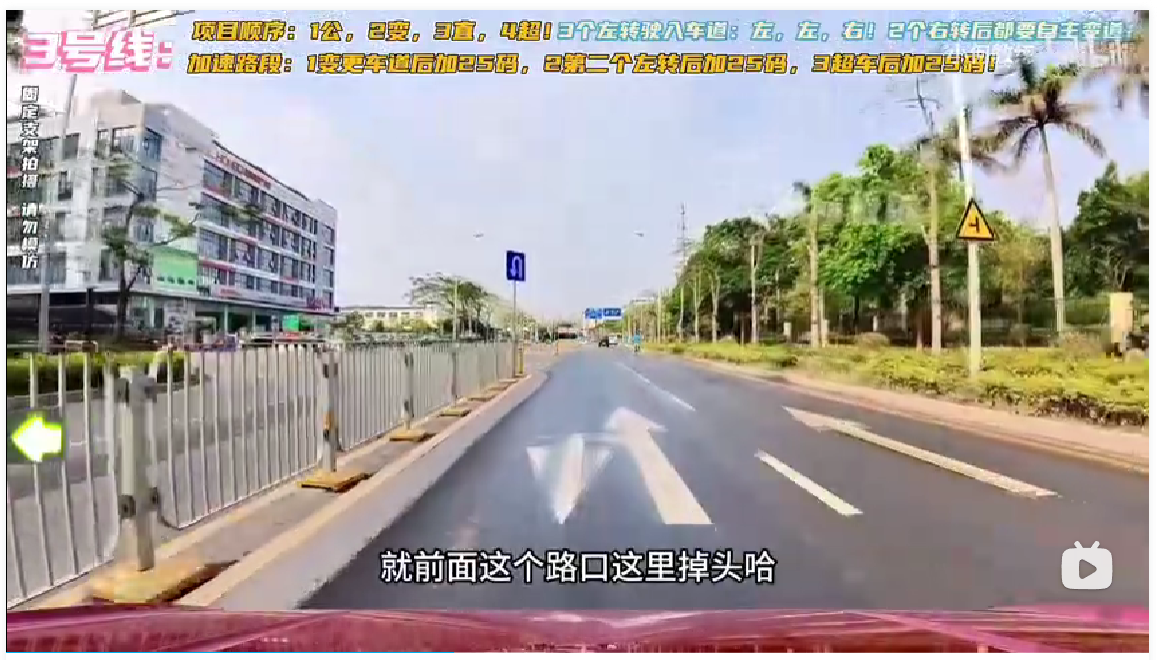 3号线:
项目顺序：1公，2变，3直，4超！3个左转驶入车道：左，左，右！2个右转后都要自主变道！
加速路段：1变更车道后加25码，2第二个左转后加25码，3超车后加25码！
固定支架拍摄 请勿模仿
4
就前面这个路口这里掉头哈